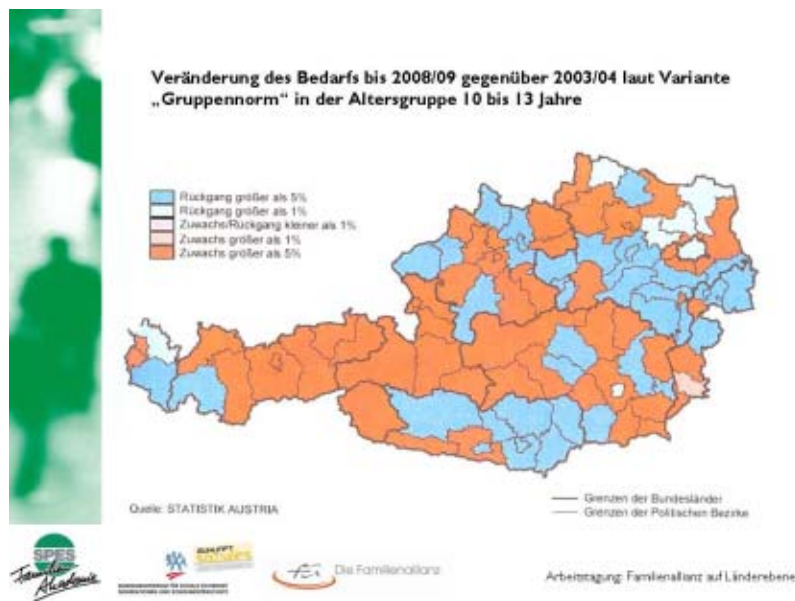 Veränderung des Bedarfs bis 2008/09 gegenüber 2003/04 laut Variante
„Gruppennorm“ in der Altersgruppe 10 bis 13 Jahre
Rückgang größer als 5%
Rückgang größer als 1%
Zuwachs/Rückgang kleiner als 1%
Zuwachs größer als 1%
Zuwachs größer als 5%
Quelle: STATISTIK AUSTRIA
Grenzen der Bundesländer
Grenzen der Politischen Bezirke
SPES
Familien
Akademie
ZUKUNFT
soziales
Die Familienallianz
Arbeitstagung: Familienallianz auf Länderebene